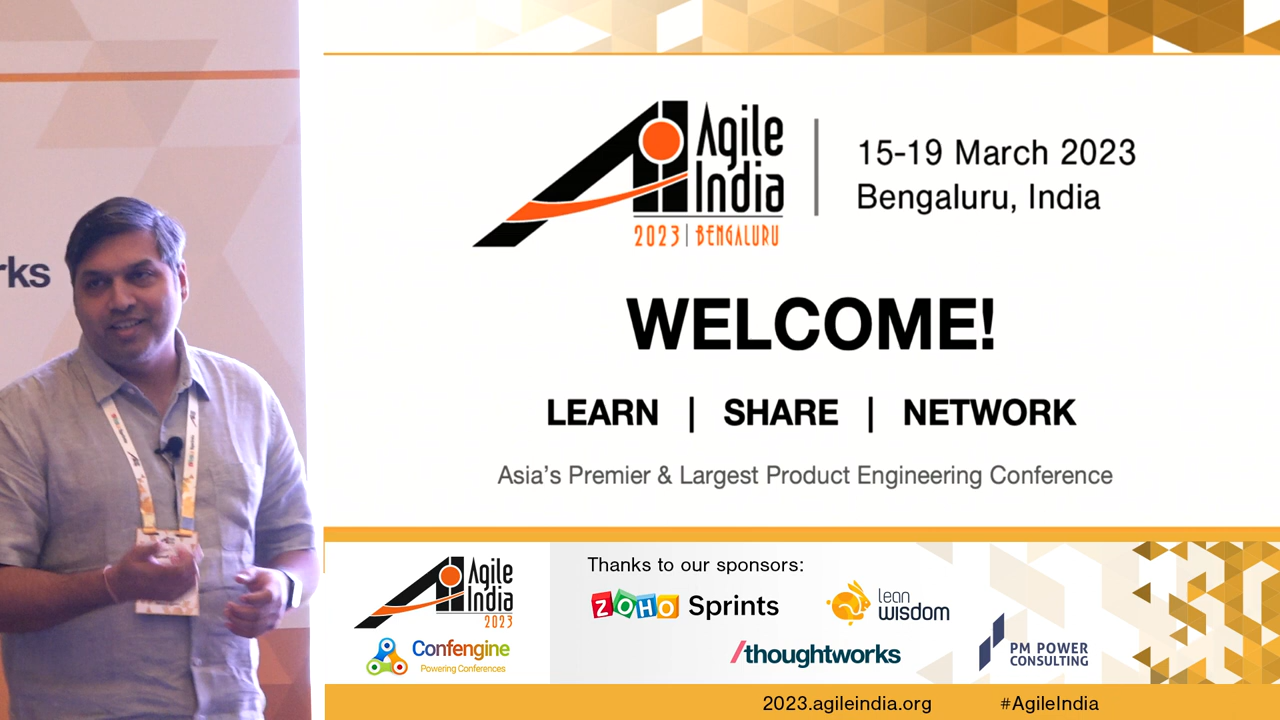 rks
Agile
India
2023 | BENGALURU
15-19 March 2023
Bengaluru, India
WELCOME!
LEARN | SHARE | NETWORK
Asia's Premier & Largest Product Engineering Conference
Agile
India
2023
Confengine
Powering Conferences
Thanks to our sponsors:
ZOHO Sprints
lean
wisdom
/thoughtworks
PM POWER
CONSULTING
2023.agileindia.org
#AgileIndia